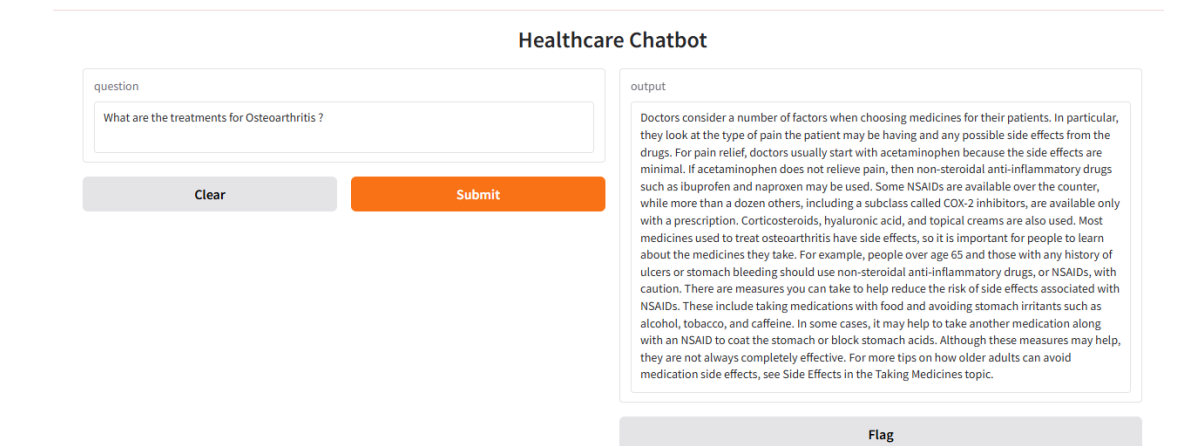 Healthcare Chatbot
question
What are the treatments for Osteoarthritis ?
Clear
Submit
output
Doctors consider a number of factors when choosing medicines for their patients. In particular,
they look at the type of pain the patient may be having and any possible side effects from the
drugs. For pain relief, doctors usually start with acetaminophen because the side effects are
minimal. If acetaminophen does not relieve pain, then non-steroidal anti-inflammatory drugs
such as ibuprofen and naproxen may be used. Some NSAIDs are available over the counter,
while more than a dozen others, including a subclass called COX-2 inhibitors, are available only
with a prescription. Corticosteroids, hyaluronic acid, and topical creams are also used. Most
medicines used to treat osteoarthritis have side effects, so it is important for people to learn
about the medicines they take. For example, people over age 65 and those with any history of
ulcers or stomach bleeding should use non-steroidal anti-inflammatory drugs, or NSAIDs, with
caution. There are measures you can take to help reduce the risk of side effects associated with
NSAIDs. These include taking medications with food and avoiding stomach irritants such as
alcohol, tobacco, and caffeine. In some cases, it may help to take another medication along
with an NSAID to coat the stomach or block stomach acids. Although these measures may help,
they are not always completely effective. For more tips on how older adults can avoid
medication side effects, see Side Effects in the Taking Medicines topic.
Flag